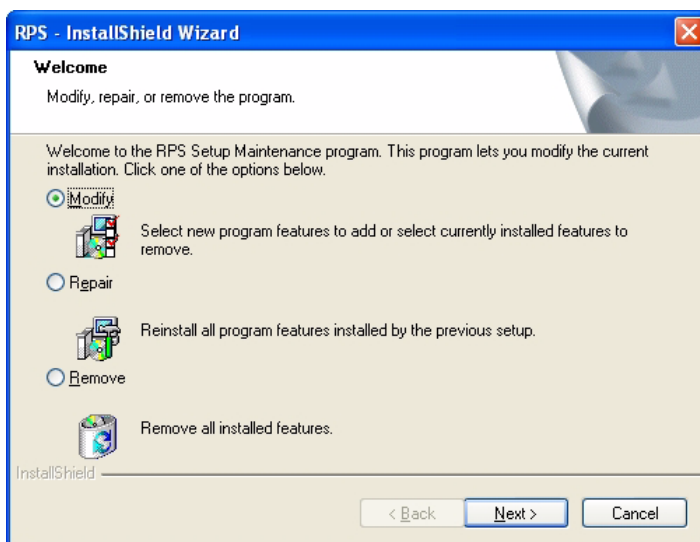 RPS - InstallShield Wizard
Welcome
Modify, repair, or remove the program.
Welcome to the RPS Setup Maintenance program. This program lets you modify the current
installation. Click one of the options below.
Modify
Select new program features to add or select currently installed features to
remove.
Repair
Reinstall all program features installed by the previous setup.
Remove
Remove all installed features.
InstallShield
< Back
Next >
Cancel